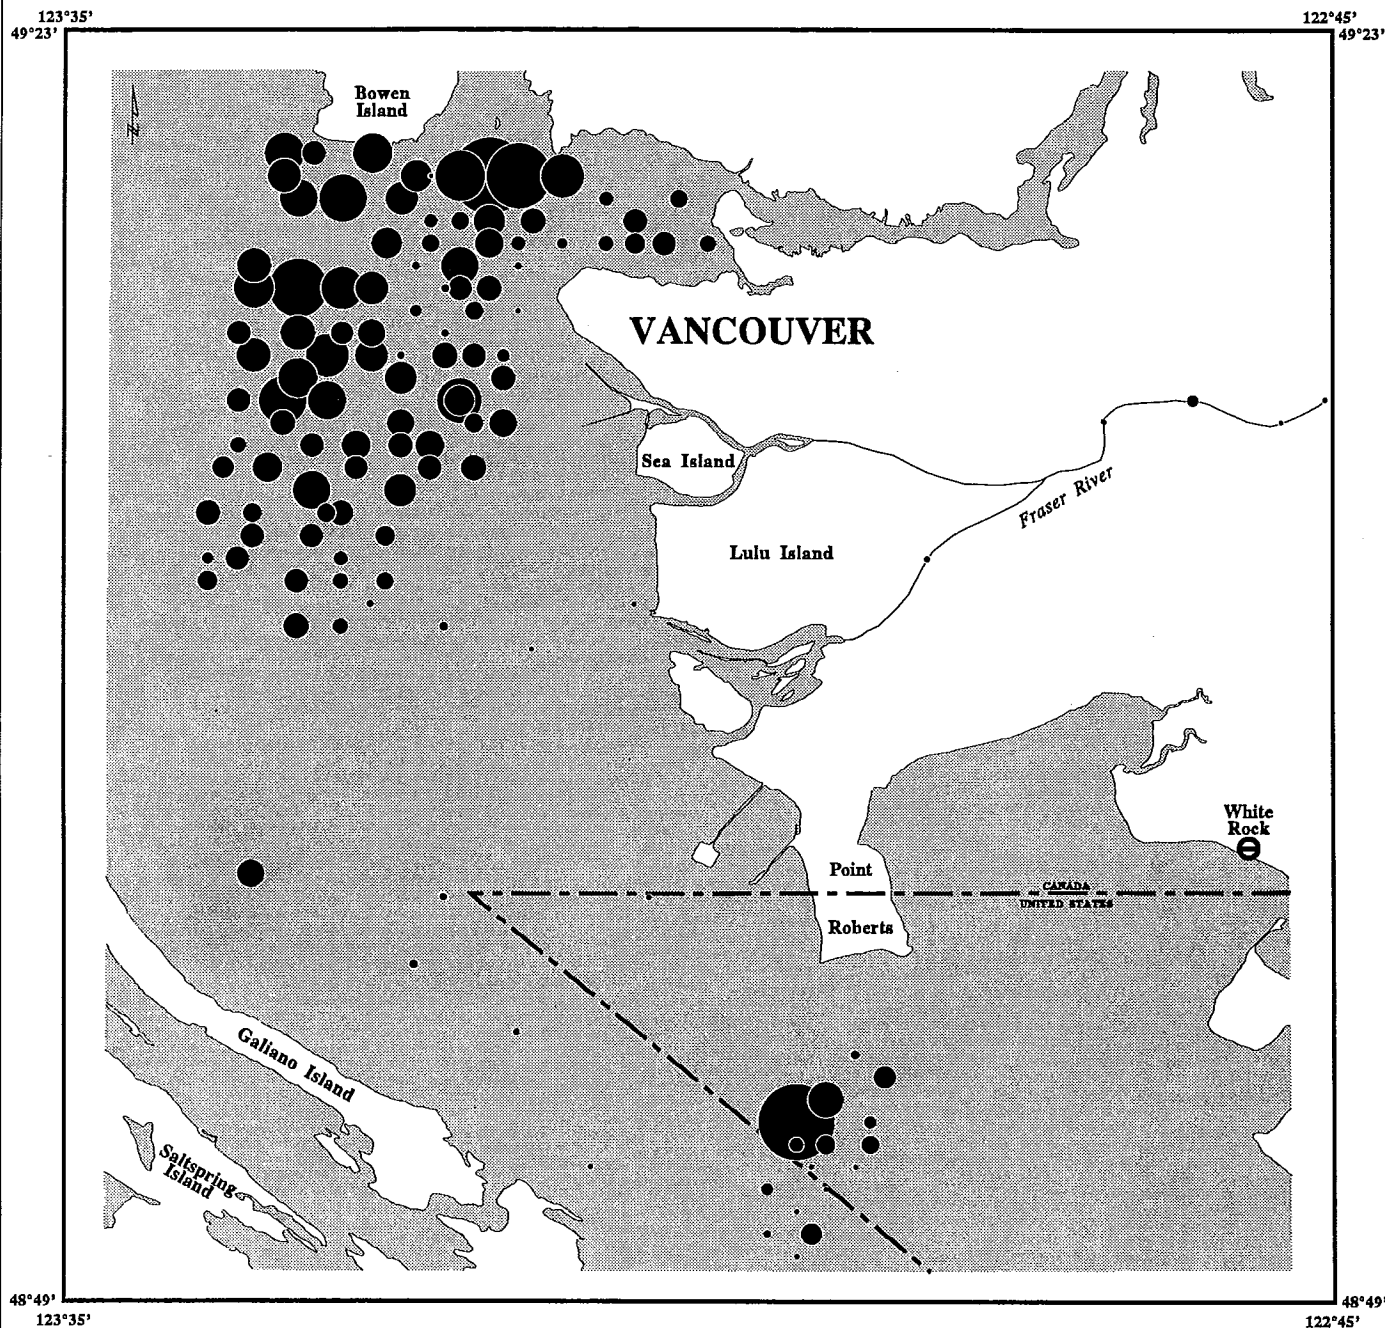 123°35'
122°45'
49°23'
49°23'
N
Bowen
Island
VANCOUVER
Sea Island
Fraser River
Lulu Island
White
Rock
Point
CANADA
UNITED STATES
Roberts
Galiano Island
Saltspring
Island
48°49'
48°49'
123°35'
122°45'